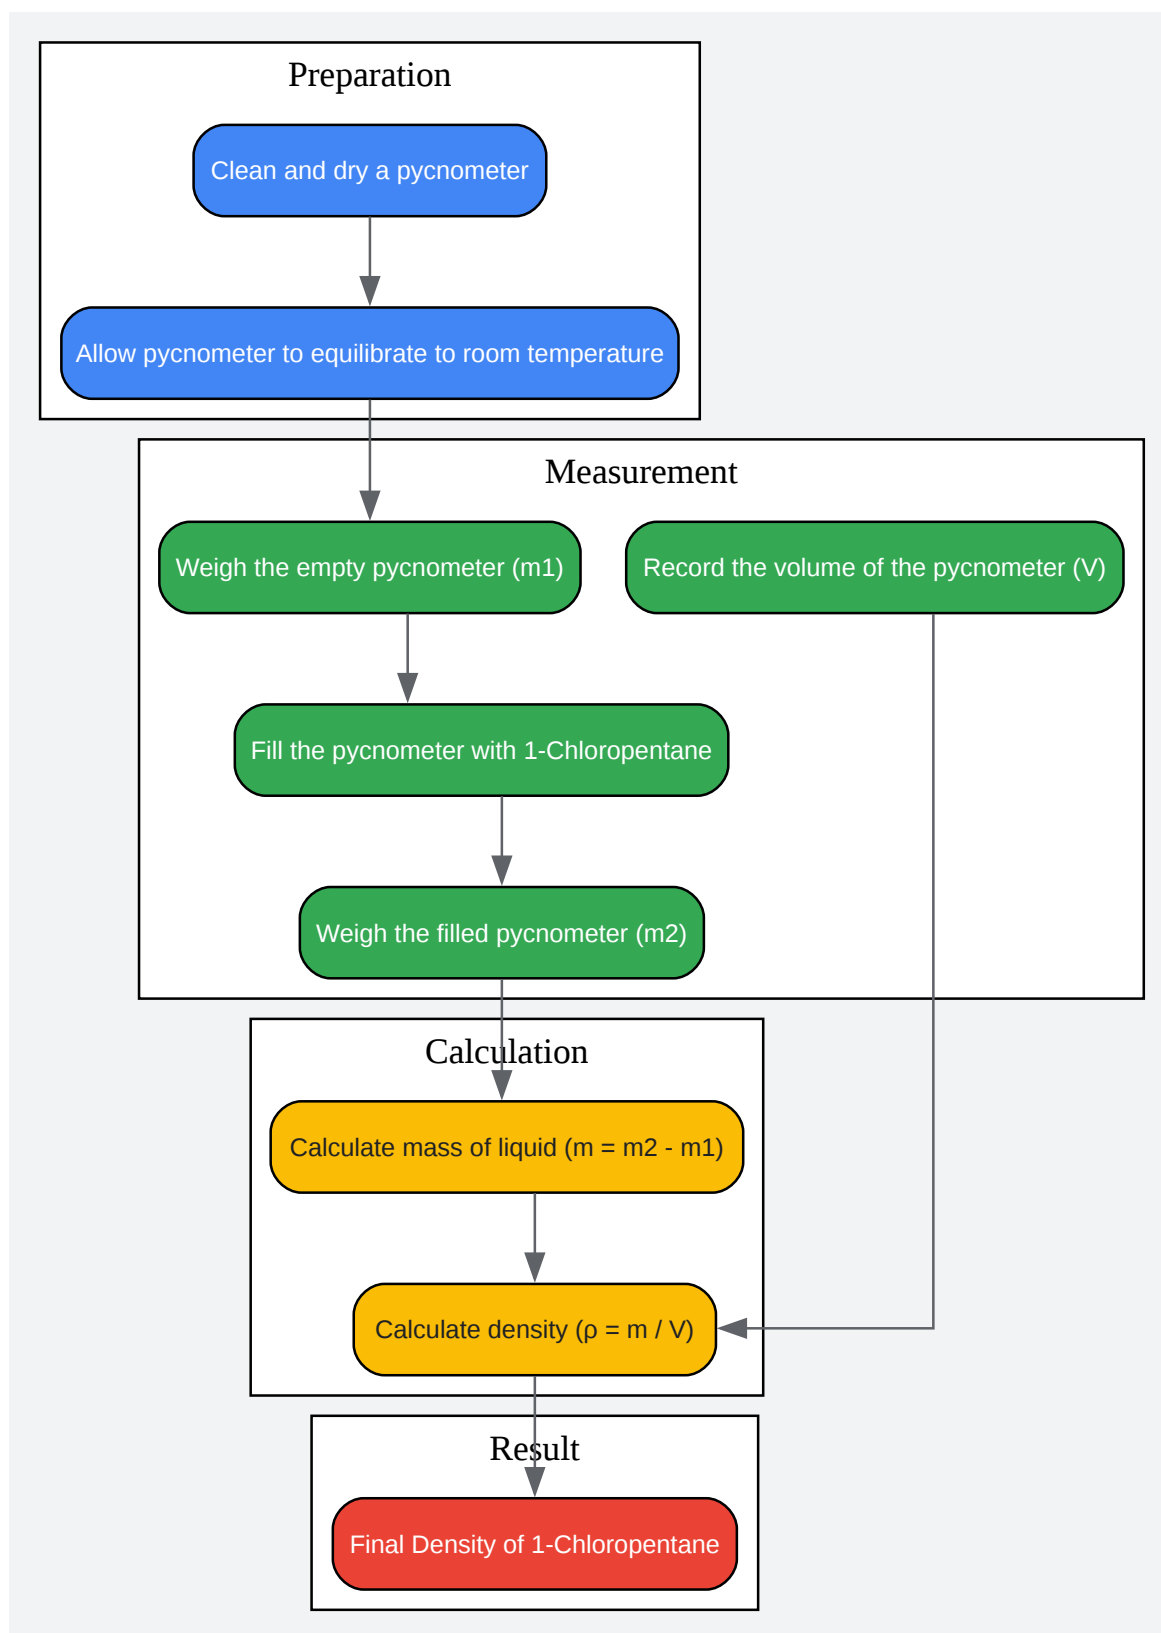 Preparation
Clean and dry a pycnometer
Allow pycnometer to equilibrate to room temperature
Measurement
Weigh the empty pycnometer (m1)
Record the volume of the pycnometer (V)
Fill the pycnometer with 1-Chloropentane
Weigh the filled pycnometer (m2)
Calculation
Calculate mass of liquid (m = m2 - m1)
Calculate density (ρ = m / V)
Result
Final Density of 1-Chloropentane